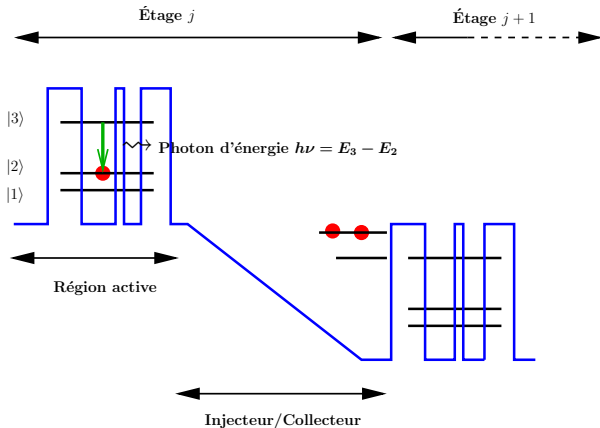 Étage j
Étage j + 1
|3⟩
Photon d'énergie hν = E₃ − E₂
|2⟩
|1⟩
Région active
Injecteur/Collecteur